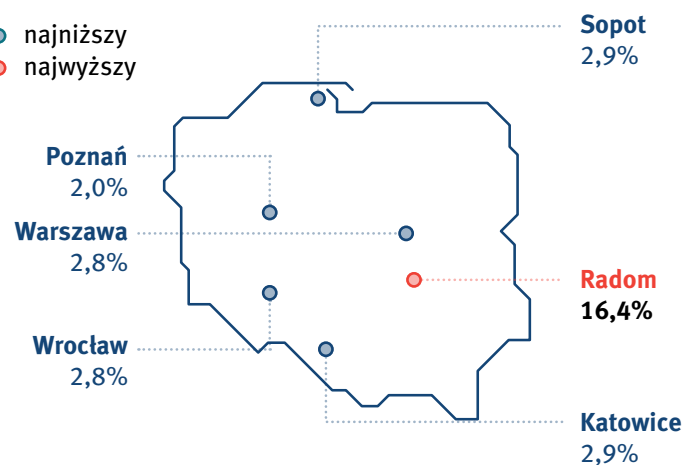 najniższy
najwyższy
Sopot
2,9%
Poznań
2,0%
Warszawa
2,8%
Radom
16,4%
Wrocław
2,8%
Katowice
2,9%